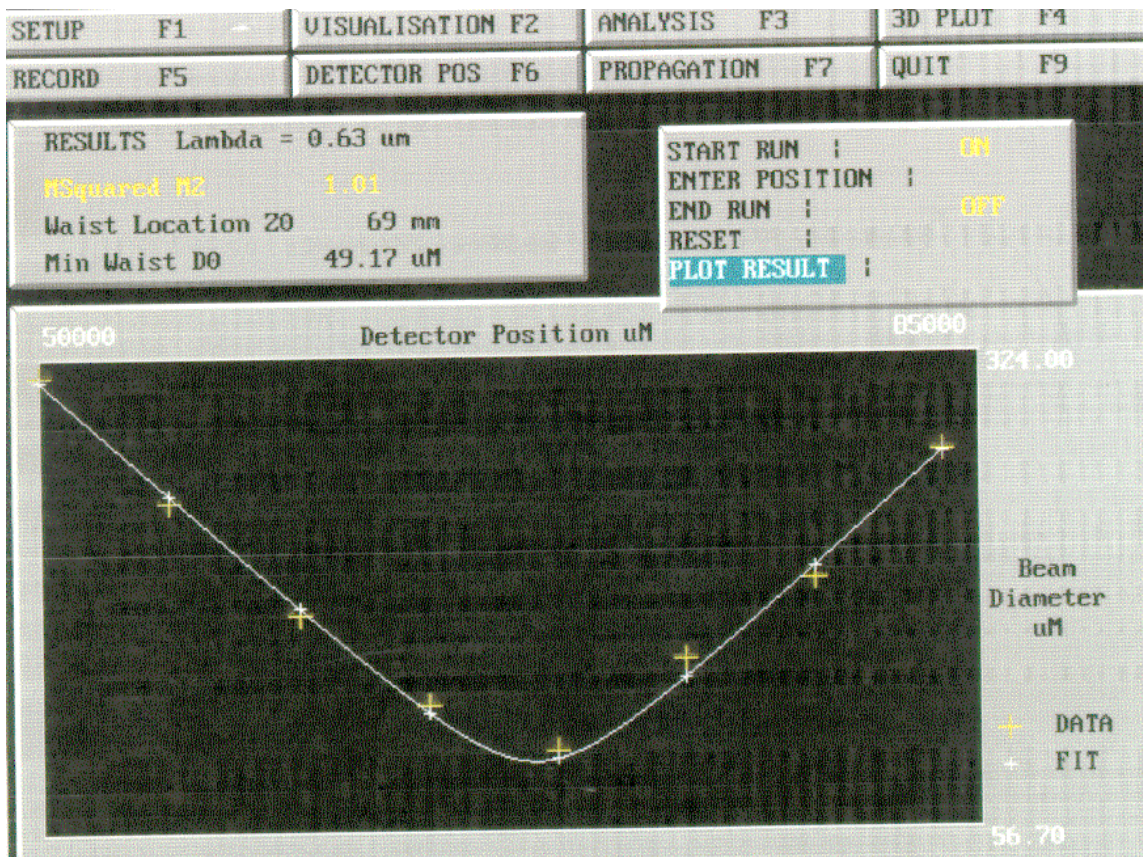 SETUP F1 VISUALISATION F2 ANALYSIS F3 3D PLOT F4
RECORD F5 DETECTOR POS F6 PROPAGATION F7 QUIT F9
RESULTS Lambda = 0.63 um
MSquared M2 1.01
Waist Location Z0 69 mm
Min Waist D0 49.17 uM
START RUN ¦ ON
ENTER POSITION ¦
END RUN ¦ OFF
RESET ¦
PLOT RESULT ¦
50000 Detector Position uM 85000
324.00
Beam
Diameter
uM
DATA
FIT
56.70